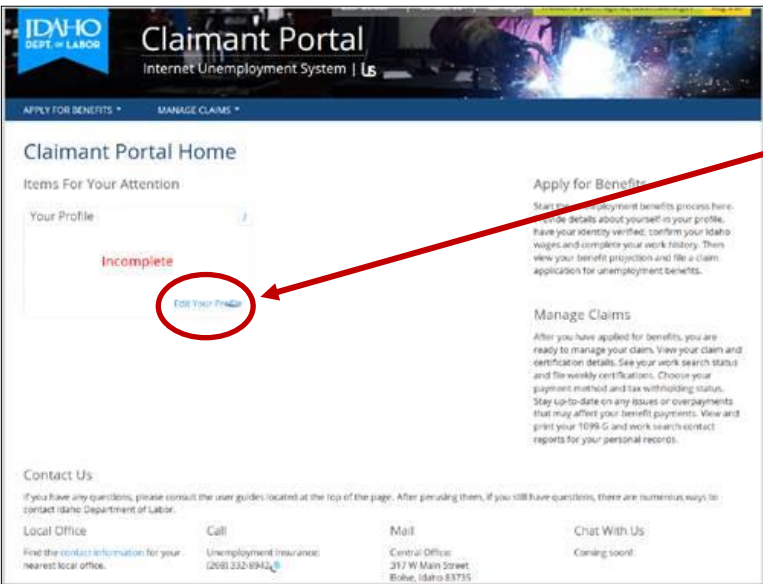 IDAHO
DEPT. OF LABOR
Claimant Portal
Internet Unemployment System | Us
APPLY FOR BENEFITS
MANAGE CLAIMS
Claimant Portal Home
Items For Your Attention
Your Profile
Incomplete
Edit Your Profile
Apply for Benefits
Start the unemployment benefits process here.
Provide details about yourself in your profile,
have your identity verified, confirm your Idaho
wages and complete your work history. Then
view your benefit projection and file a claim
application for unemployment benefits.
Manage Claims
After you have applied for benefits, you are
ready to manage your claim. View your claim and
certification details. See your work search status
and file weekly certifications. Choose your
payment method and tax withholding status.
Stay up-to-date on any issues or overpayments
that may affect your benefit payments. View and
print your 1099-G and work search contact
reports for your personal records.
Contact Us
If you have any questions, please consult the user guides located at the top of the page. After perusing them, if you still have questions, there are numerous ways to
contact Idaho Department of Labor.
Local Office
Find the contact information for your
nearest local office.
Call
Unemployment Insurance:
(208) 332-8942
Mail
Central Office:
317 W Main Street
Boise, Idaho 83735
Chat With Us
Coming soon!